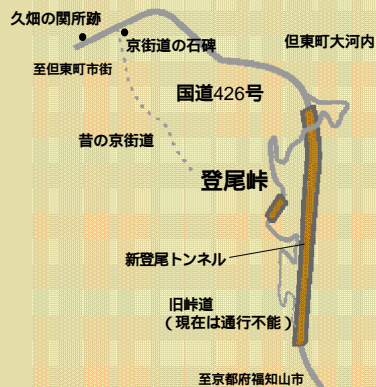 久畑の関所跡
京街道の石碑
但東町大河内
至但東町市街
国道426号
昔の京街道
登尾峠
新登尾トンネル
旧峠道
(現在は通行不能)
至京都府福知山市